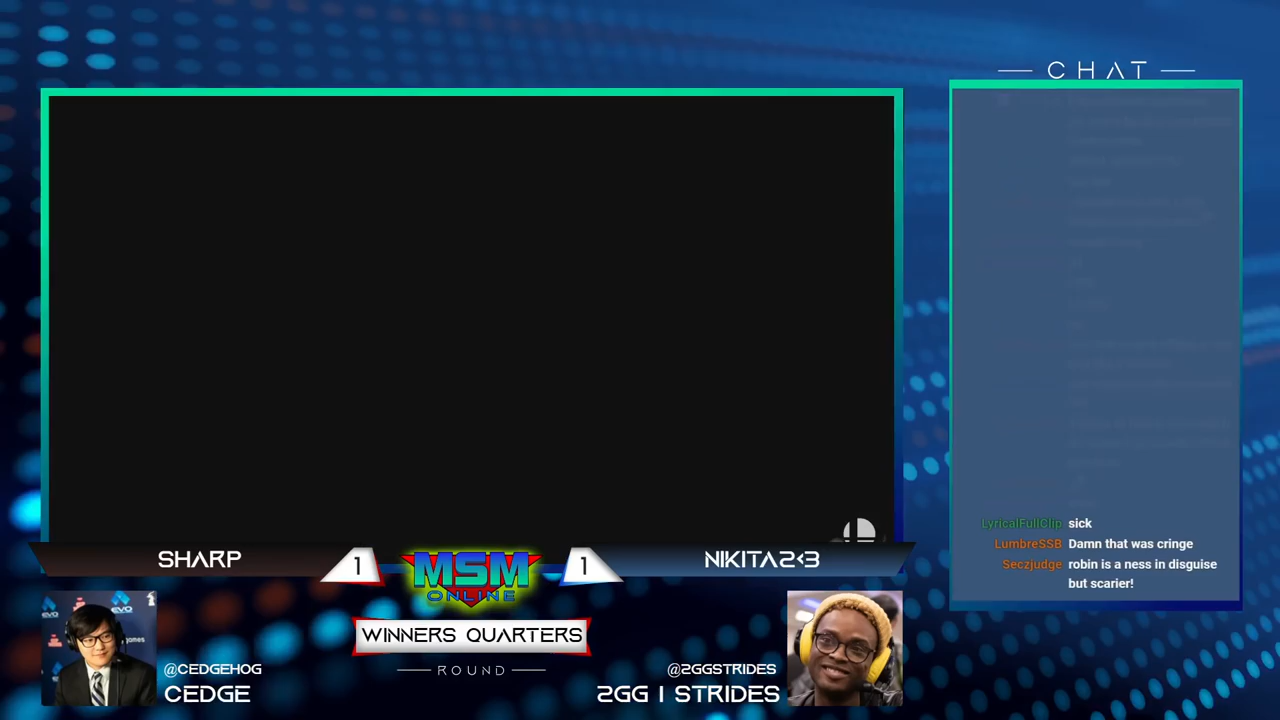 CHAT
LyricalFullClip sick
LumbreSSB Damn that was cringe
Seczjudge robin is a ness in disguise
but scarier!
SHARP 1 MSM 1 NIKITA2<3
ONLINE
WINNERS QUARTERS
ROUND
EVO
@CEDGEHOG
CEDGE
@2GGSTRIDES
2GG | STRIDES